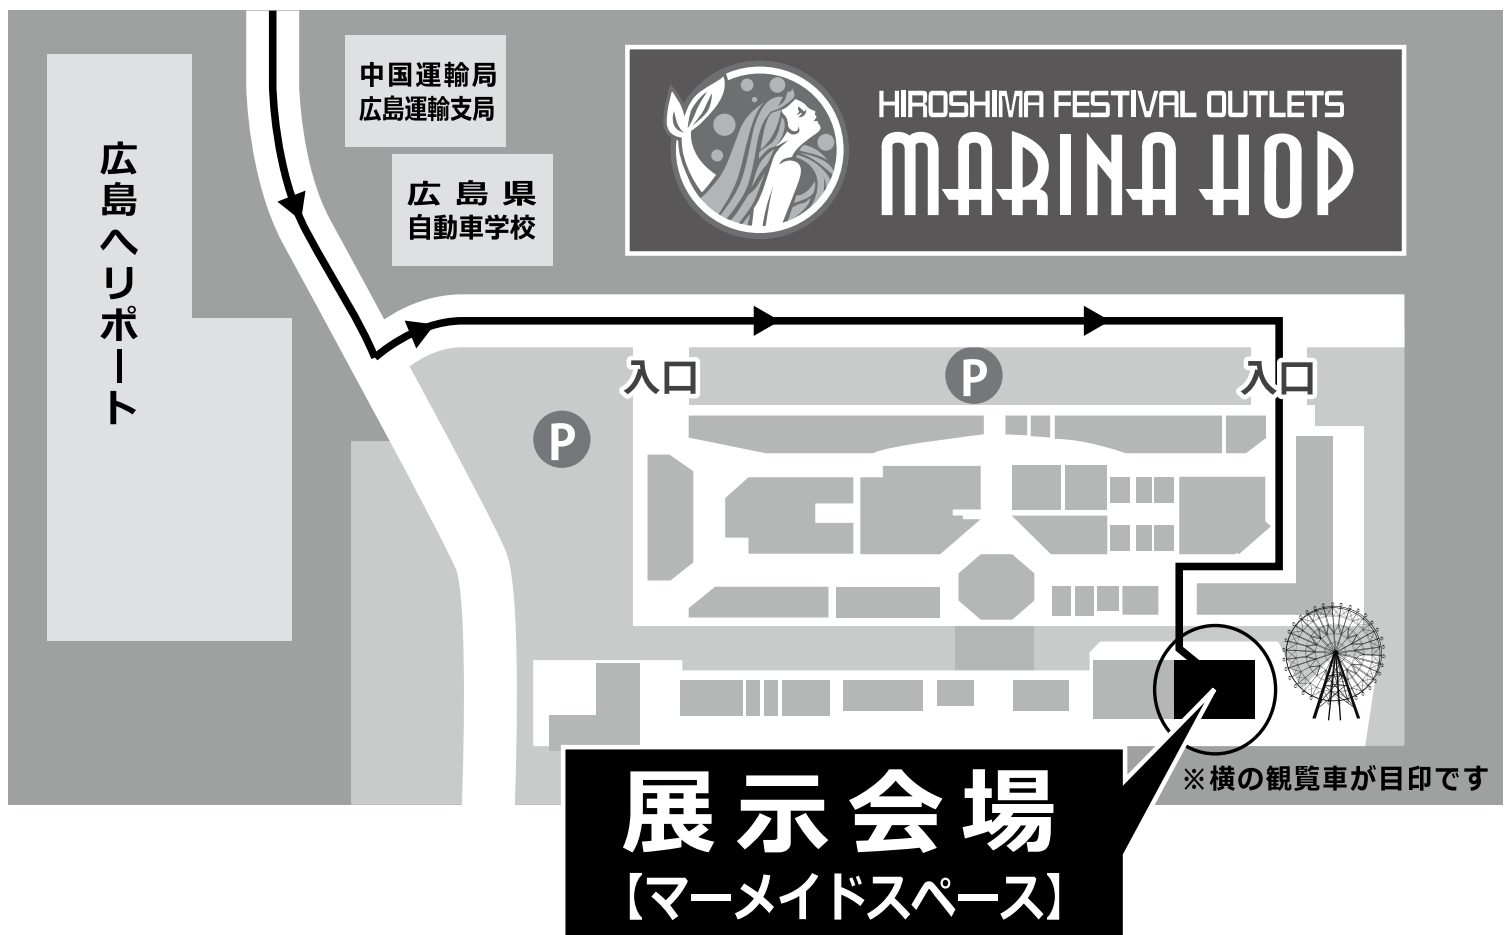 中国運輸局
広島運輸支局
広島県
自動車学校
広島ヘリポート
HIROSHIMA FESTIVAL OUTLETS
MARINA HOP
入口
P
入口
P
※横の観覧車が目印です
展示会場
【マーメイドスペース】